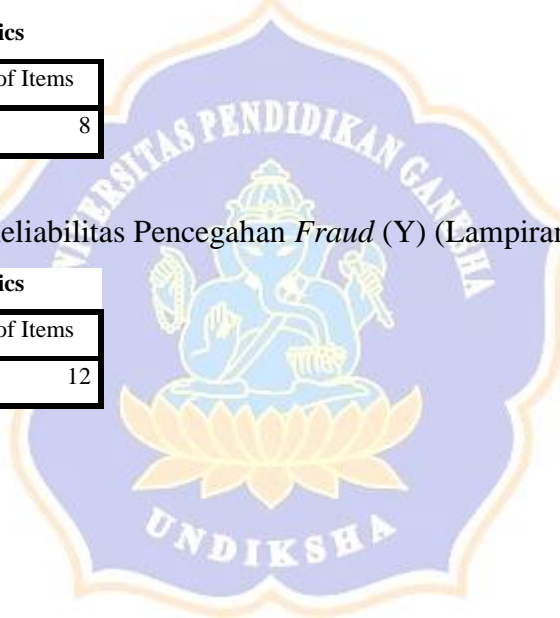 ics
of Items
8
eliabilitas Pencegahan Fraud (Y) (Lampiran
ics
of Items
12
UNIVERSITAS PENDIDIKAN GANESHA
UNDIKSHA